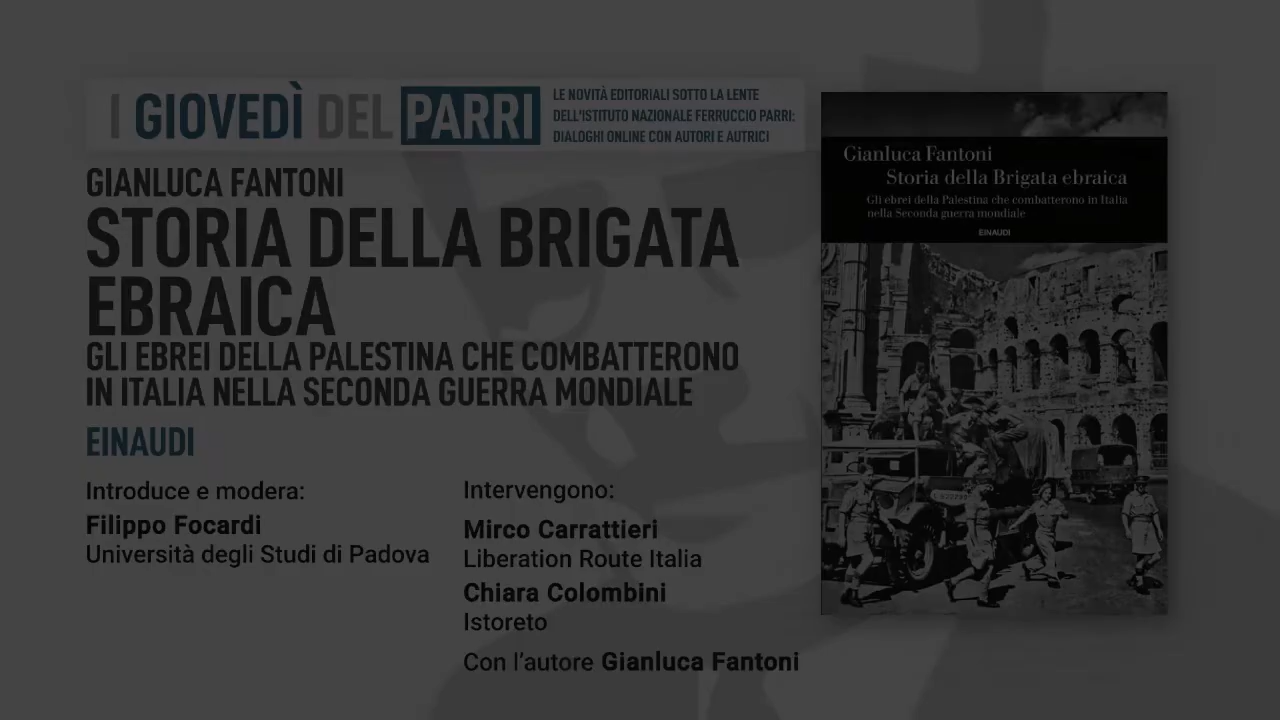 I GIOVEDÌ DEL PARRI
LE NOVITÀ EDITORIALI SOTTO LA LENTE
DELL'ISTITUTO NAZIONALE FERRUCCIO PARRI:
DIALOGHI ONLINE CON AUTORI E AUTRICI
GIANLUCA FANTONI
STORIA DELLA BRIGATA
EBRAICA
GLI EBREI DELLA PALESTINA CHE COMBATTERONO
IN ITALIA NELLA SECONDA GUERRA MONDIALE
EINAUDI
Introduce e modera:
Filippo Focardi
Università degli Studi di Padova
Intervengono:
Mirco Carrattieri
Liberation Route Italia
Chiara Colombini
Istoreto
Con l'autore Gianluca Fantoni
Gianluca Fantoni
Storia della Brigata ebraica
Gli ebrei della Palestina che combatterono in Italia
nella Seconda guerra mondiale
EINAUDI